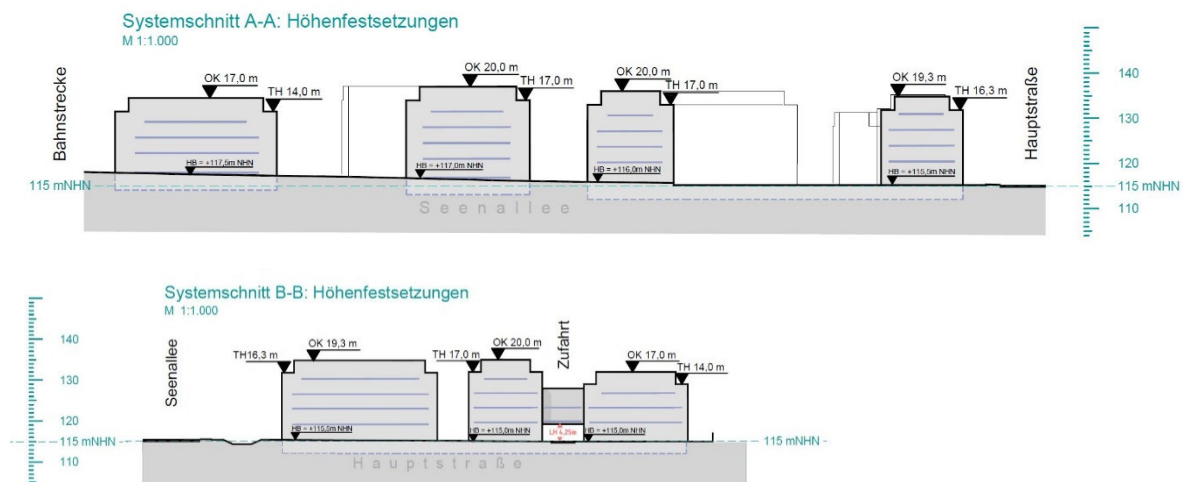 Systemschnitt A-A: Höhenfestsetzungen
M 1:1.000
Bahnstrecke
OK 17,0 m
TH 14,0 m
OK 20,0 m
TH 17,0 m
OK 20,0 m
TH 17,0 m
OK 19,3 m
TH 16,3 m
Hauptstraße
140
130
120
115 mNHN
110
HB = +117,5m NHN
HB = +117,0m NHN
HB = +116,0m NHN
HB = +115,5m NHN
115 mNHN
Seenallee
Systemschnitt B-B: Höhenfestsetzungen
M 1:1.000
140
130
120
115 mNHN
110
Seenallee
TH16,3 m
OK 19,3 m
TH 17,0 m
OK 20,0 m
Zufahrt
OK 17,0 m
TH 14,0 m
HB = +115,5m NHN
HB = +115,0m NHN
LH 4,25m
HB = +115,0m NHN
115 mNHN
Hauptstraße